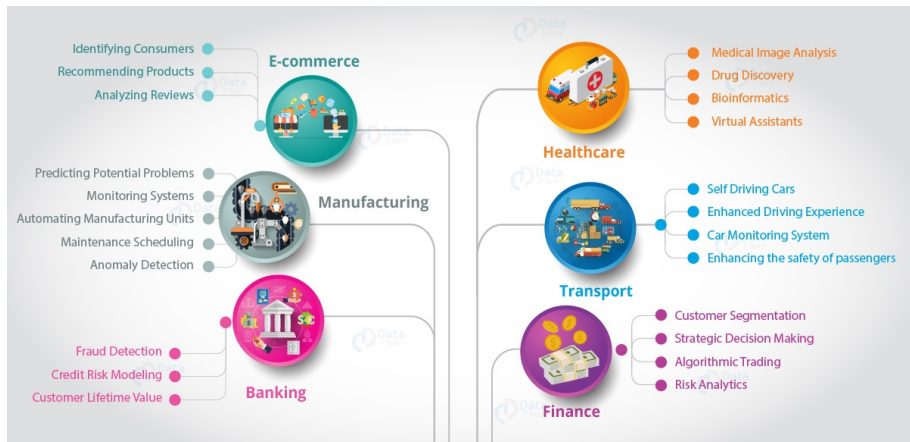 E-commerce
Identifying Consumers
Recommending Products
Analyzing Reviews
Manufacturing
Predicting Potential Problems
Monitoring Systems
Automating Manufacturing Units
Maintenance Scheduling
Anomaly Detection
Banking
Fraud Detection
Credit Risk Modeling
Customer Lifetime Value
Healthcare
Medical Image Analysis
Drug Discovery
Bioinformatics
Virtual Assistants
Transport
Self Driving Cars
Enhanced Driving Experience
Car Monitoring System
Enhancing the safety of passengers
Finance
Customer Segmentation
Strategic Decision Making
Algorithmic Trading
Risk Analytics
Data